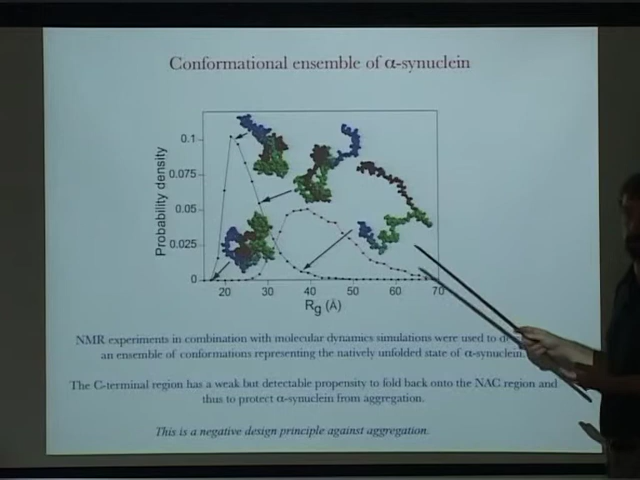 Conformational ensemble of α-synuclein
Probability density
0.1
0.075
0.05
0.025
0
20
30
40
50
60
70
Rg (Å)
NMR experiments in combination with molecular dynamics simulations were used to
an ensemble of conformations representing the natively unfolded state of α-synuclein.
The C-terminal region has a weak but detectable propensity to fold back onto the NAC region and
thus to protect α-synuclein from aggregation.
This is a negative design principle against aggregation.